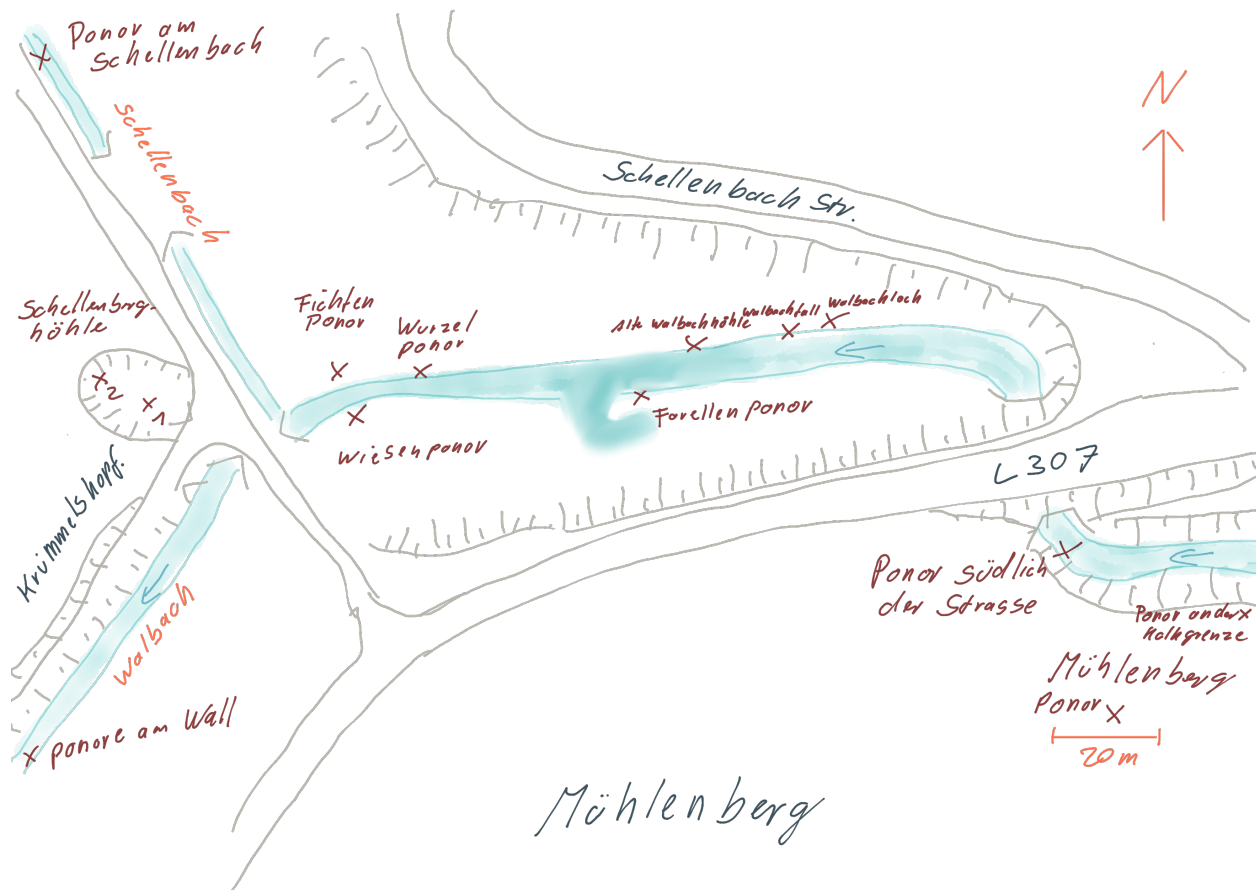 Ponor am
Schellenbach
Schellenbach
N
Schellenbach Str.
Schellenberg-
höhle
2
1
Fichten
Ponor
Wurzel
ponor
Alte Walbachhöhle
Walbachfall
Walbachloch
Wiesenponor
Forellenponor
L307
Krummelshopf.
Walbach
Ponore am Wall
Ponor südlich
der Strasse
Ponor an der
Kalkgrenze
Mühlenberg
Ponor
20m
Mühlenberg